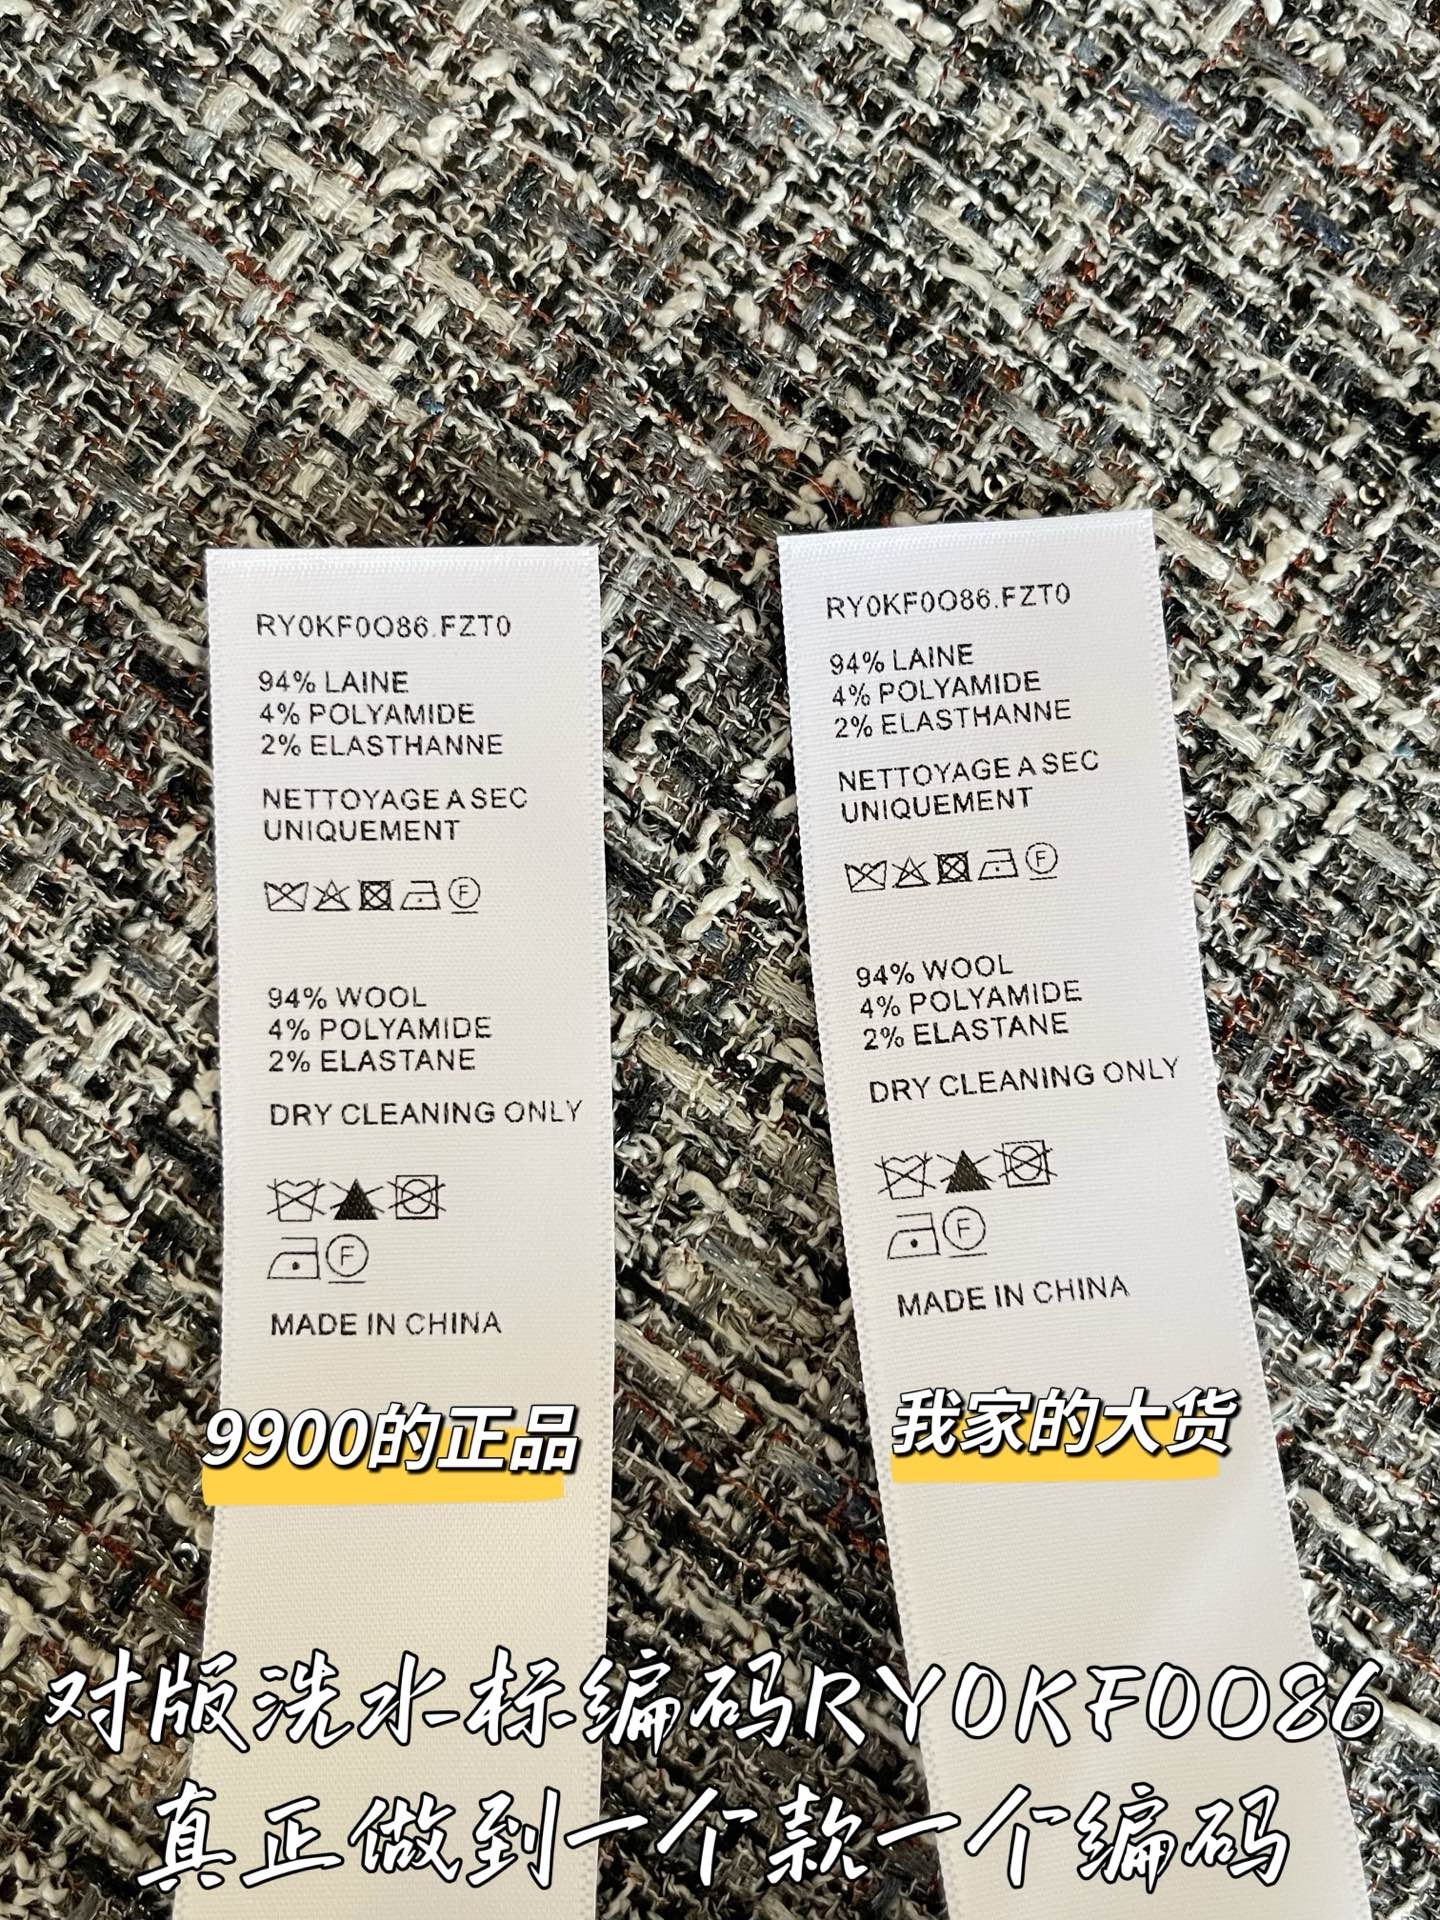 RY0KF0O86.FZT0
94% LAINE
4% POLYAMIDE
2% ELASTHANNE
NETTOYAGE A SEC
UNIQUEMENT
F
94% WOOL
4% POLYAMIDE
2% ELASTANE
DRY CLEANING ONLY
F
MADE IN CHINA
9900的正品
RY0KF0O86.FZT0
94% LAINE
4% POLYAMIDE
2% ELASTHANNE
NETTOYAGE A SEC
UNIQUEMENT
F
94% WOOL
4% POLYAMIDE
2% ELASTANE
DRY CLEANING ONLY
F
MADE IN CHINA
我家的大货
对版洗水标编码RY0KF0O86
真正做到一个款一个编码